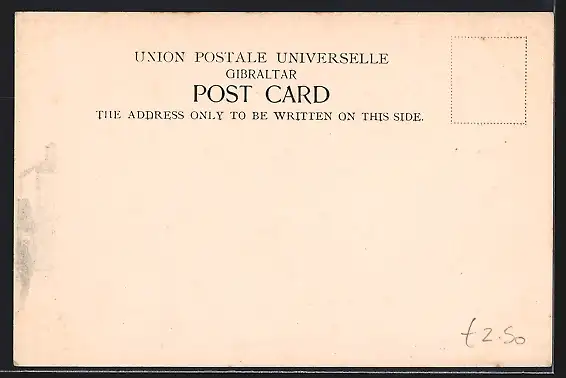 UNION POSTALE UNIVERSELLE
GIBRALTAR
POST CARD
THE ADDRESS ONLY TO BE WRITTEN ON THIS SIDE.
£2.50